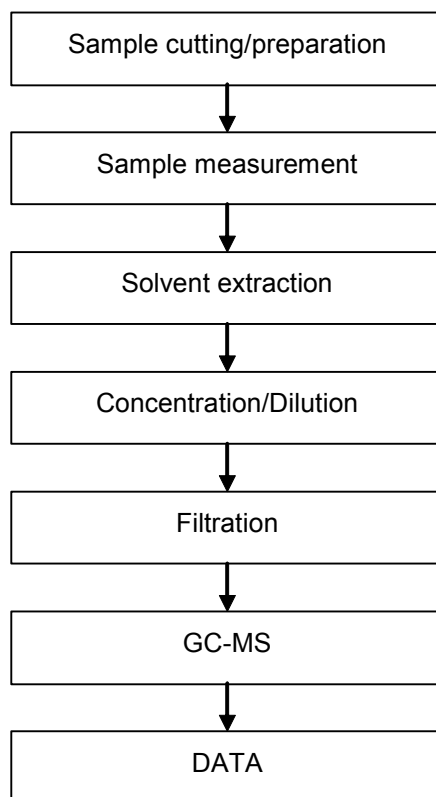 Sample cutting/preparation
Sample measurement
Solvent extraction
Concentration/Dilution
Filtration
GC-MS
DATA